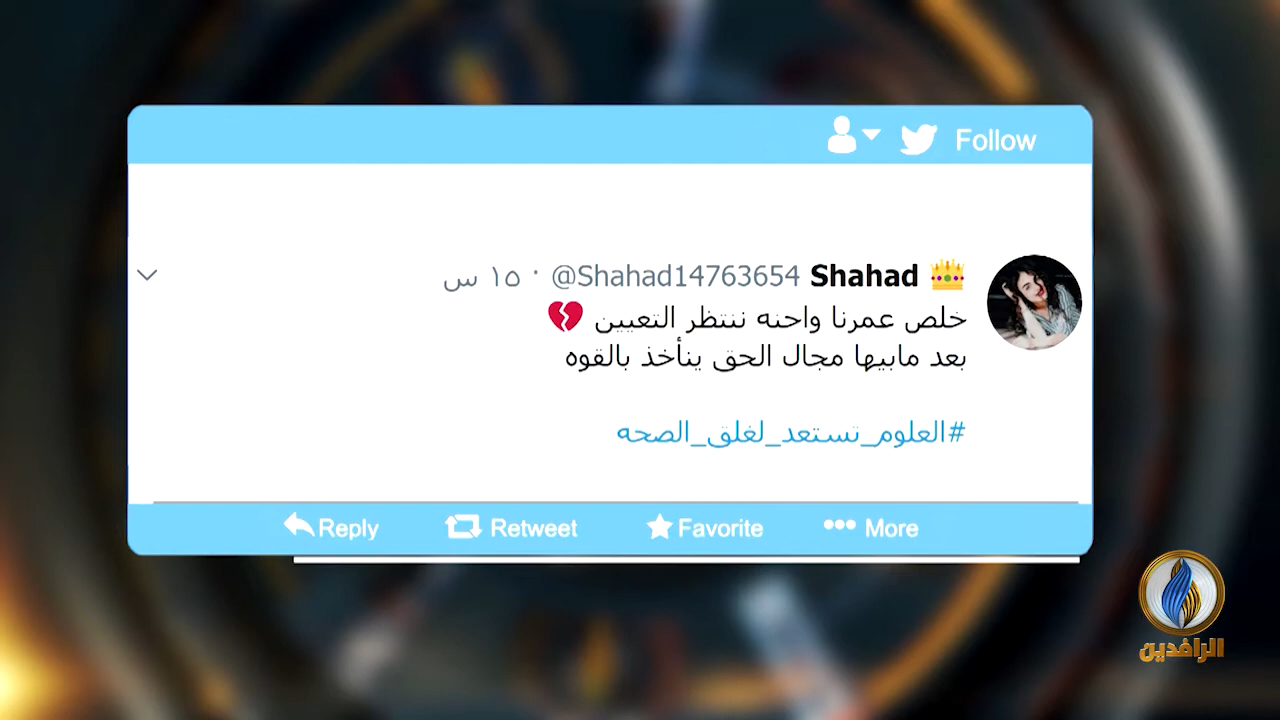 Follow
Shahad 👑 @Shahad14763654 · ١٥ س
خلص عمرنا واحنه ننتظر التعيين 💔
بعد مابيها مجال الحق ينأخذ بالقوه
#العلوم_تستعد_لغلق_الصحه
Reply Retweet Favorite More
الرافدين